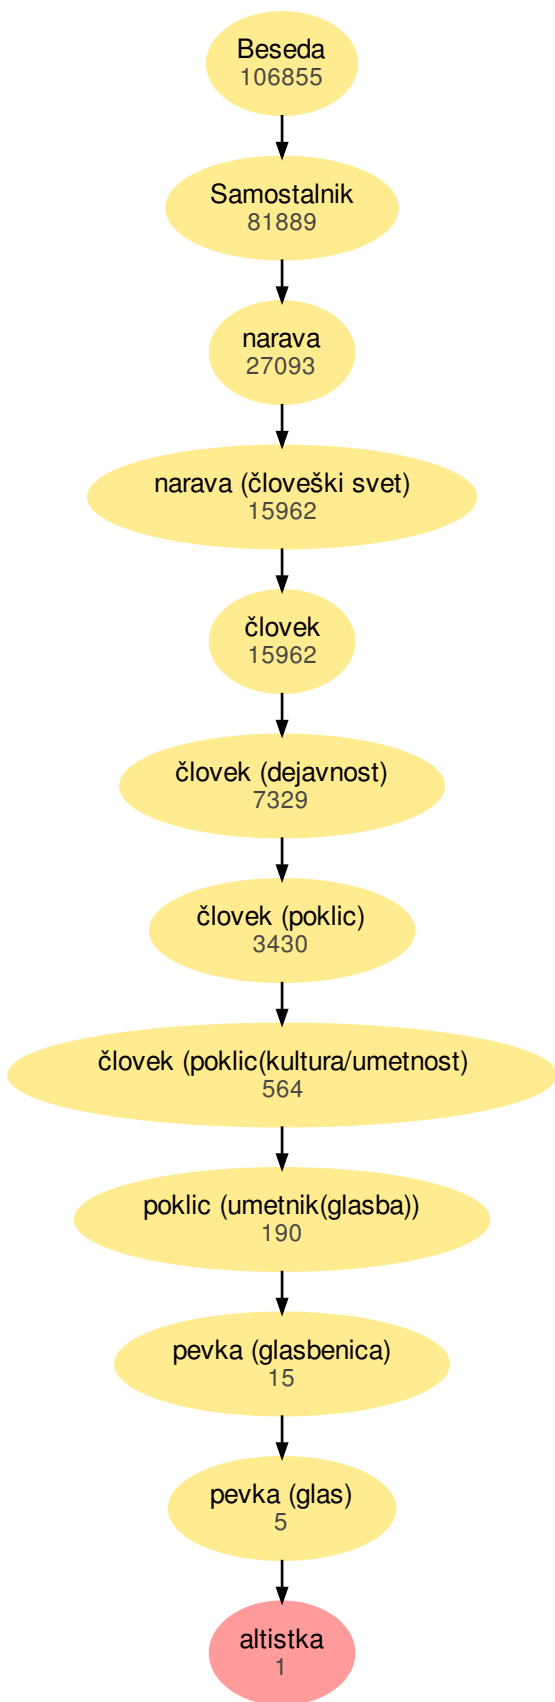 Beseda
106855
Samostalnik
81889
narava
27093
narava (človeški svet)
15962
človek
15962
človek (dejavnost)
7329
človek (poklic)
3430
človek (poklic(kultura/umetnost)
564
poklic (umetnik(glasba))
190
pevka (glasbenica)
15
pevka (glas)
5
altistka
1